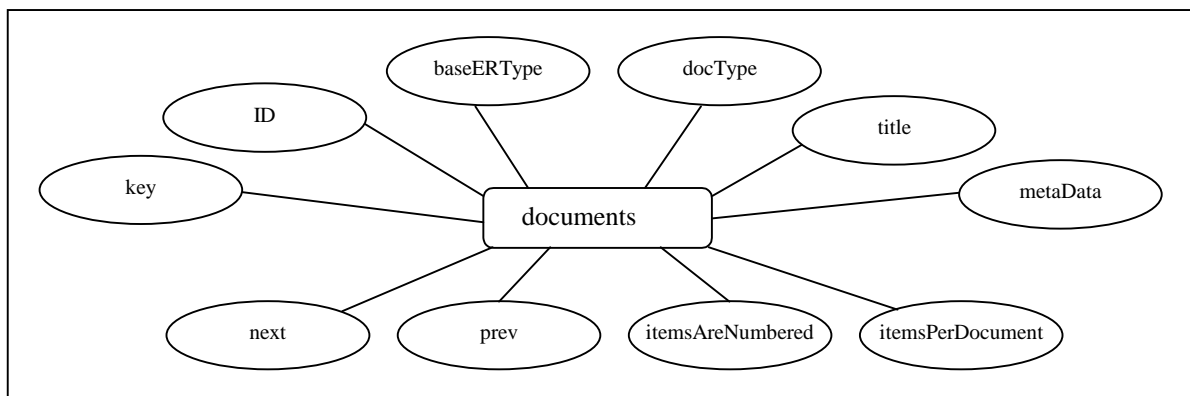 baseERType
docType
ID
title
key
metaData
documents
next
prev
itemsAreNumbered
itemsPerDocument